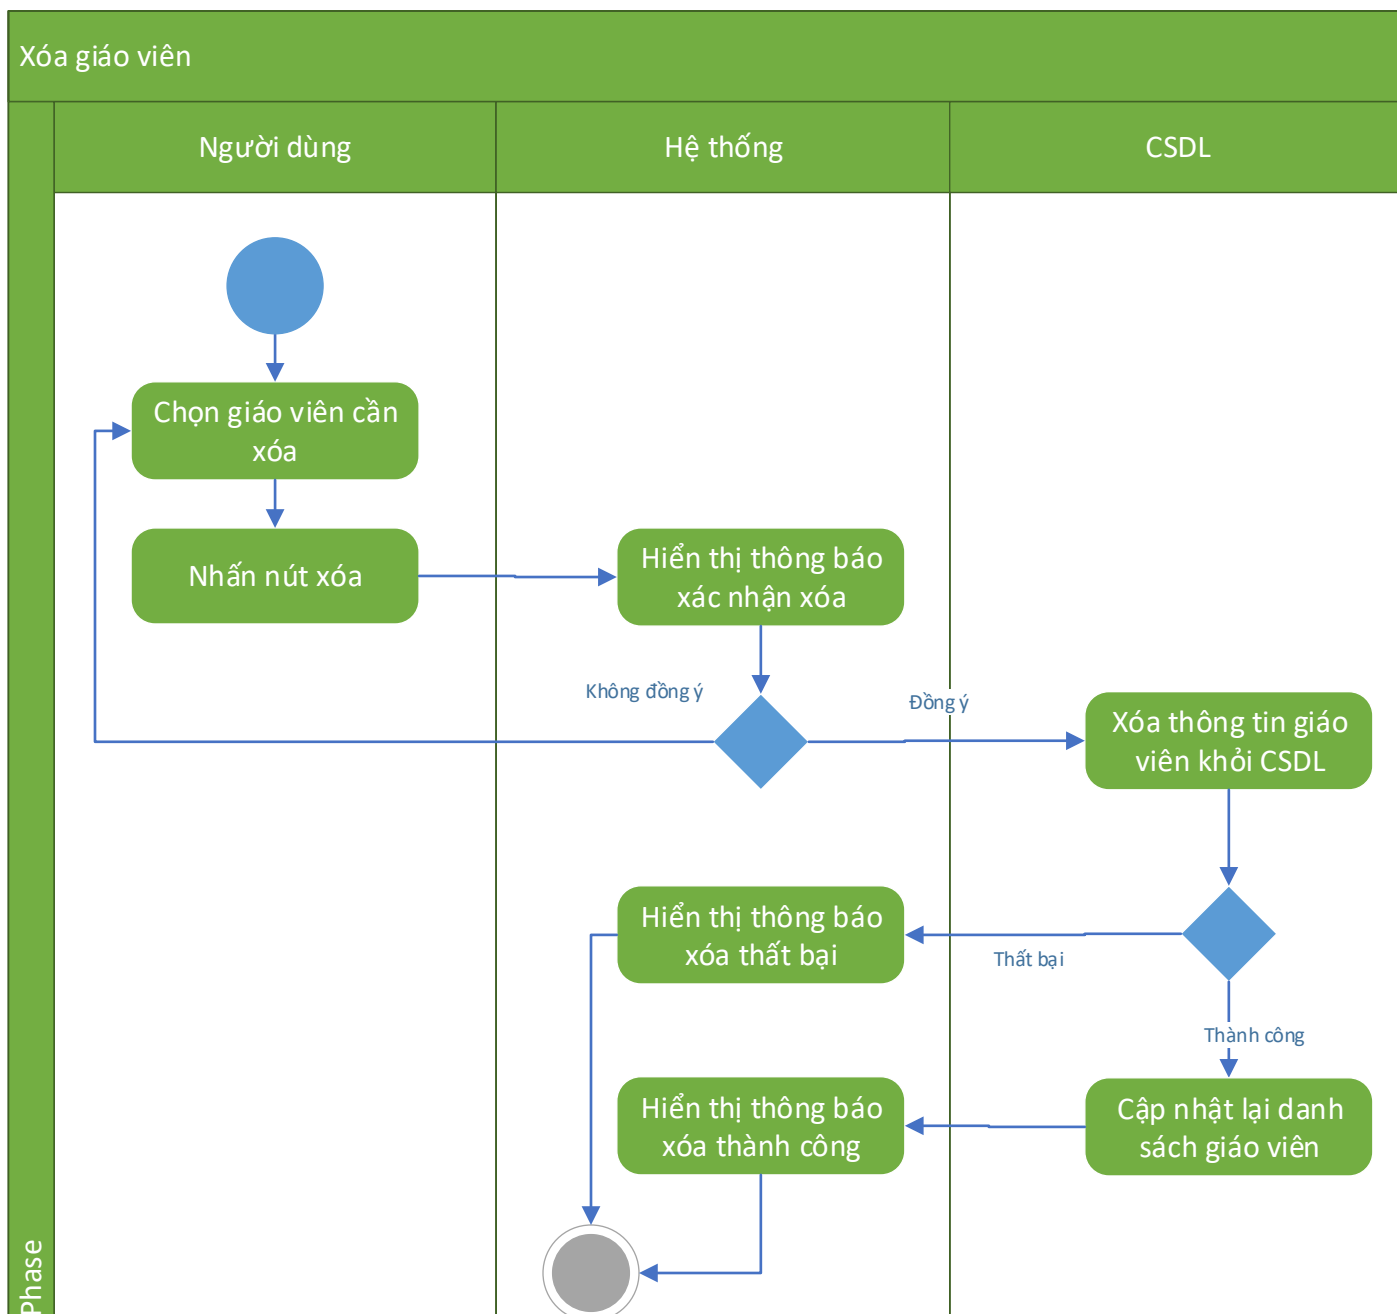 Xóa giáo viên
Người dùng
Hệ thống
CSDL
Chọn giáo viên cần
xóa
Nhấn nút xóa
Hiển thị thông báo
xác nhận xóa
Không đồng ý
Đồng ý
Xóa thông tin giáo
viên khỏi CSDL
Hiển thị thông báo
xóa thất bại
Thất bại
Thành công
Hiển thị thông báo
xóa thành công
Cập nhật lại danh
sách giáo viên
Phase